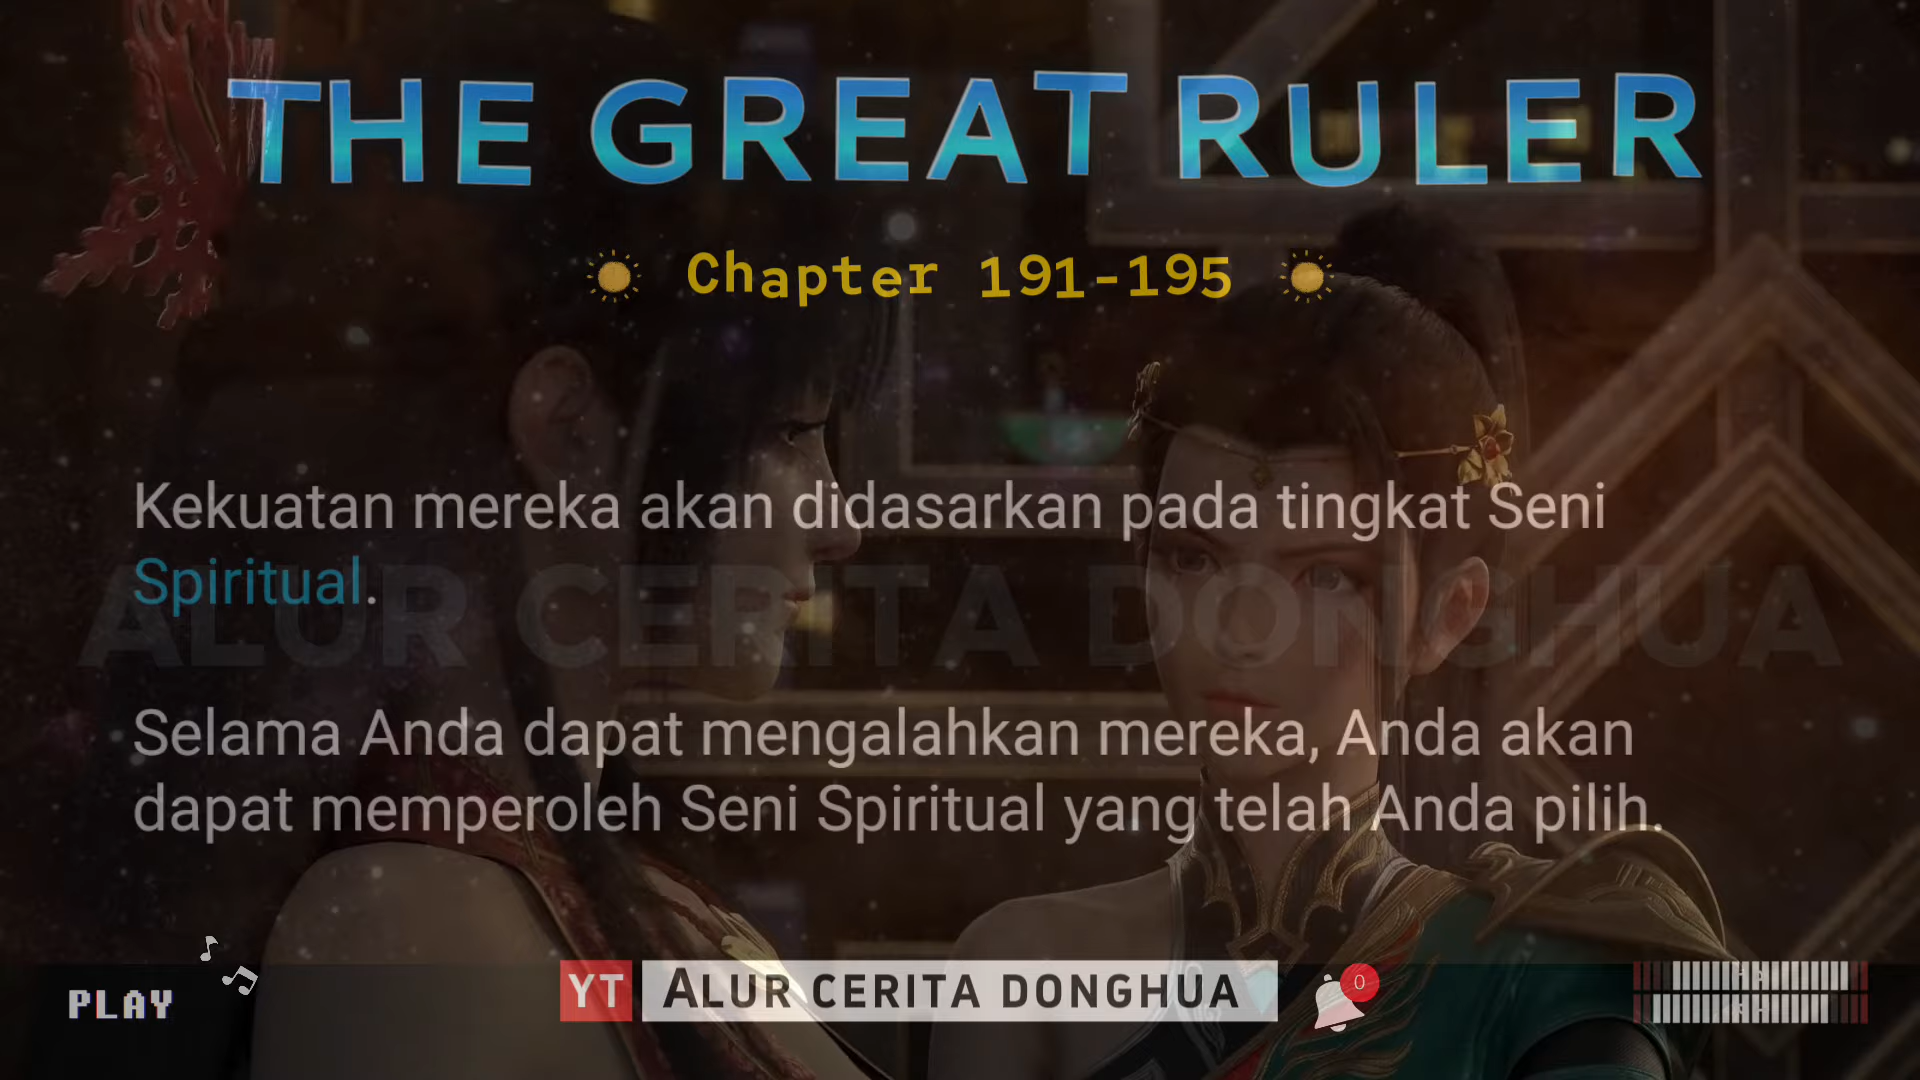 THE GREAT RULER
Chapter 191-195
Kekuatan mereka akan didasarkan pada tingkat Seni
Spiritual.
ALUR CERITA DONGHUA
Selama Anda dapat mengalahkan mereka, Anda akan
dapat memperoleh Seni Spiritual yang telah Anda pilih.
PLAY
YT ALUR CERITA DONGHUA
0